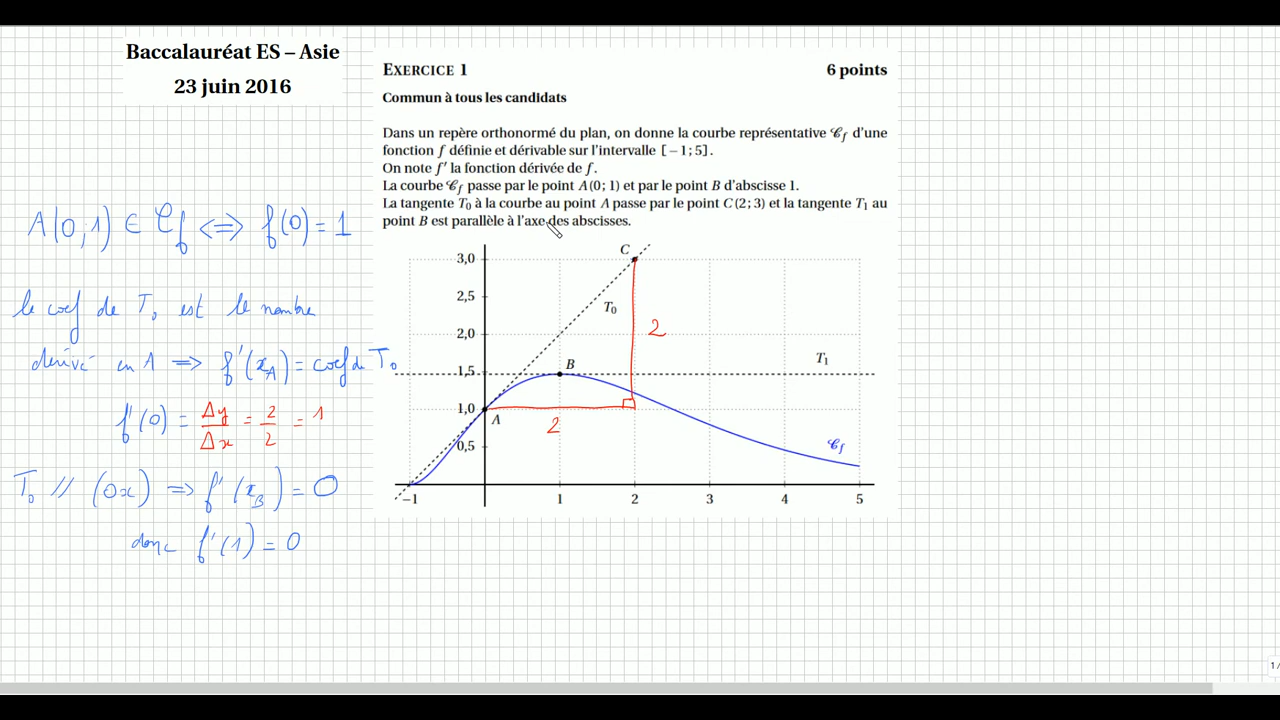 Baccalauréat ES – Asie
23 juin 2016
EXERCICE 1 6 points
Commun à tous les candidats
Dans un repère orthonormé du plan, on donne la courbe représentative 𝒞f d'une
fonction f définie et dérivable sur l'intervalle [−1 ; 5].
On note f′ la fonction dérivée de f.
La courbe 𝒞f passe par le point A(0 ; 1) et par le point B d'abscisse 1.
La tangente T0 à la courbe au point A passe par le point C(2 ; 3) et la tangente T1 au
point B est parallèle à l'axe des abscisses.
A(0 ; 1) ∈ 𝒞f ⟺ f(0) = 1
le coef de T0 est le nombre
dérivé en A ⟹ f'(xA) = coef de T0
f'(0) = Δy/Δx = 2/2 = 1
T0 // (Ox) ⟹ f'(xB) = 0
donc f'(1) = 0
C
3,0
2,5
T0
2,0
2
T1
B
1,5
1,0
A
2
0,5
𝒞f
−1 1 2 3 4 5
1/